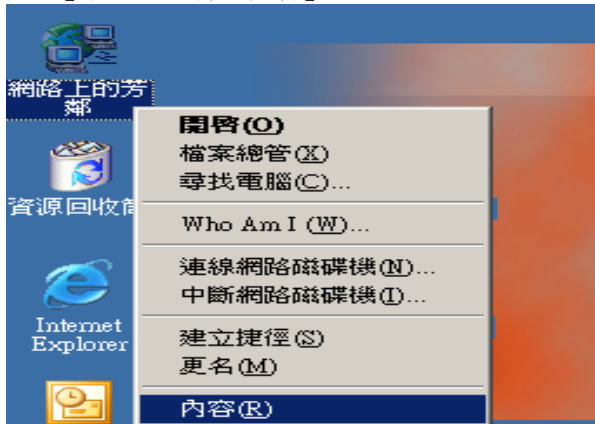 網路上的芳
鄰
資源回收筒
Internet
Explorer
開啓(O)
檔案總管(X)
尋找電腦(C)...
Who Am I (W)...
連線網路磁碟機(N)...
中斷網路磁碟機(I)...
建立捷徑(S)
更名(M)
內容(R)